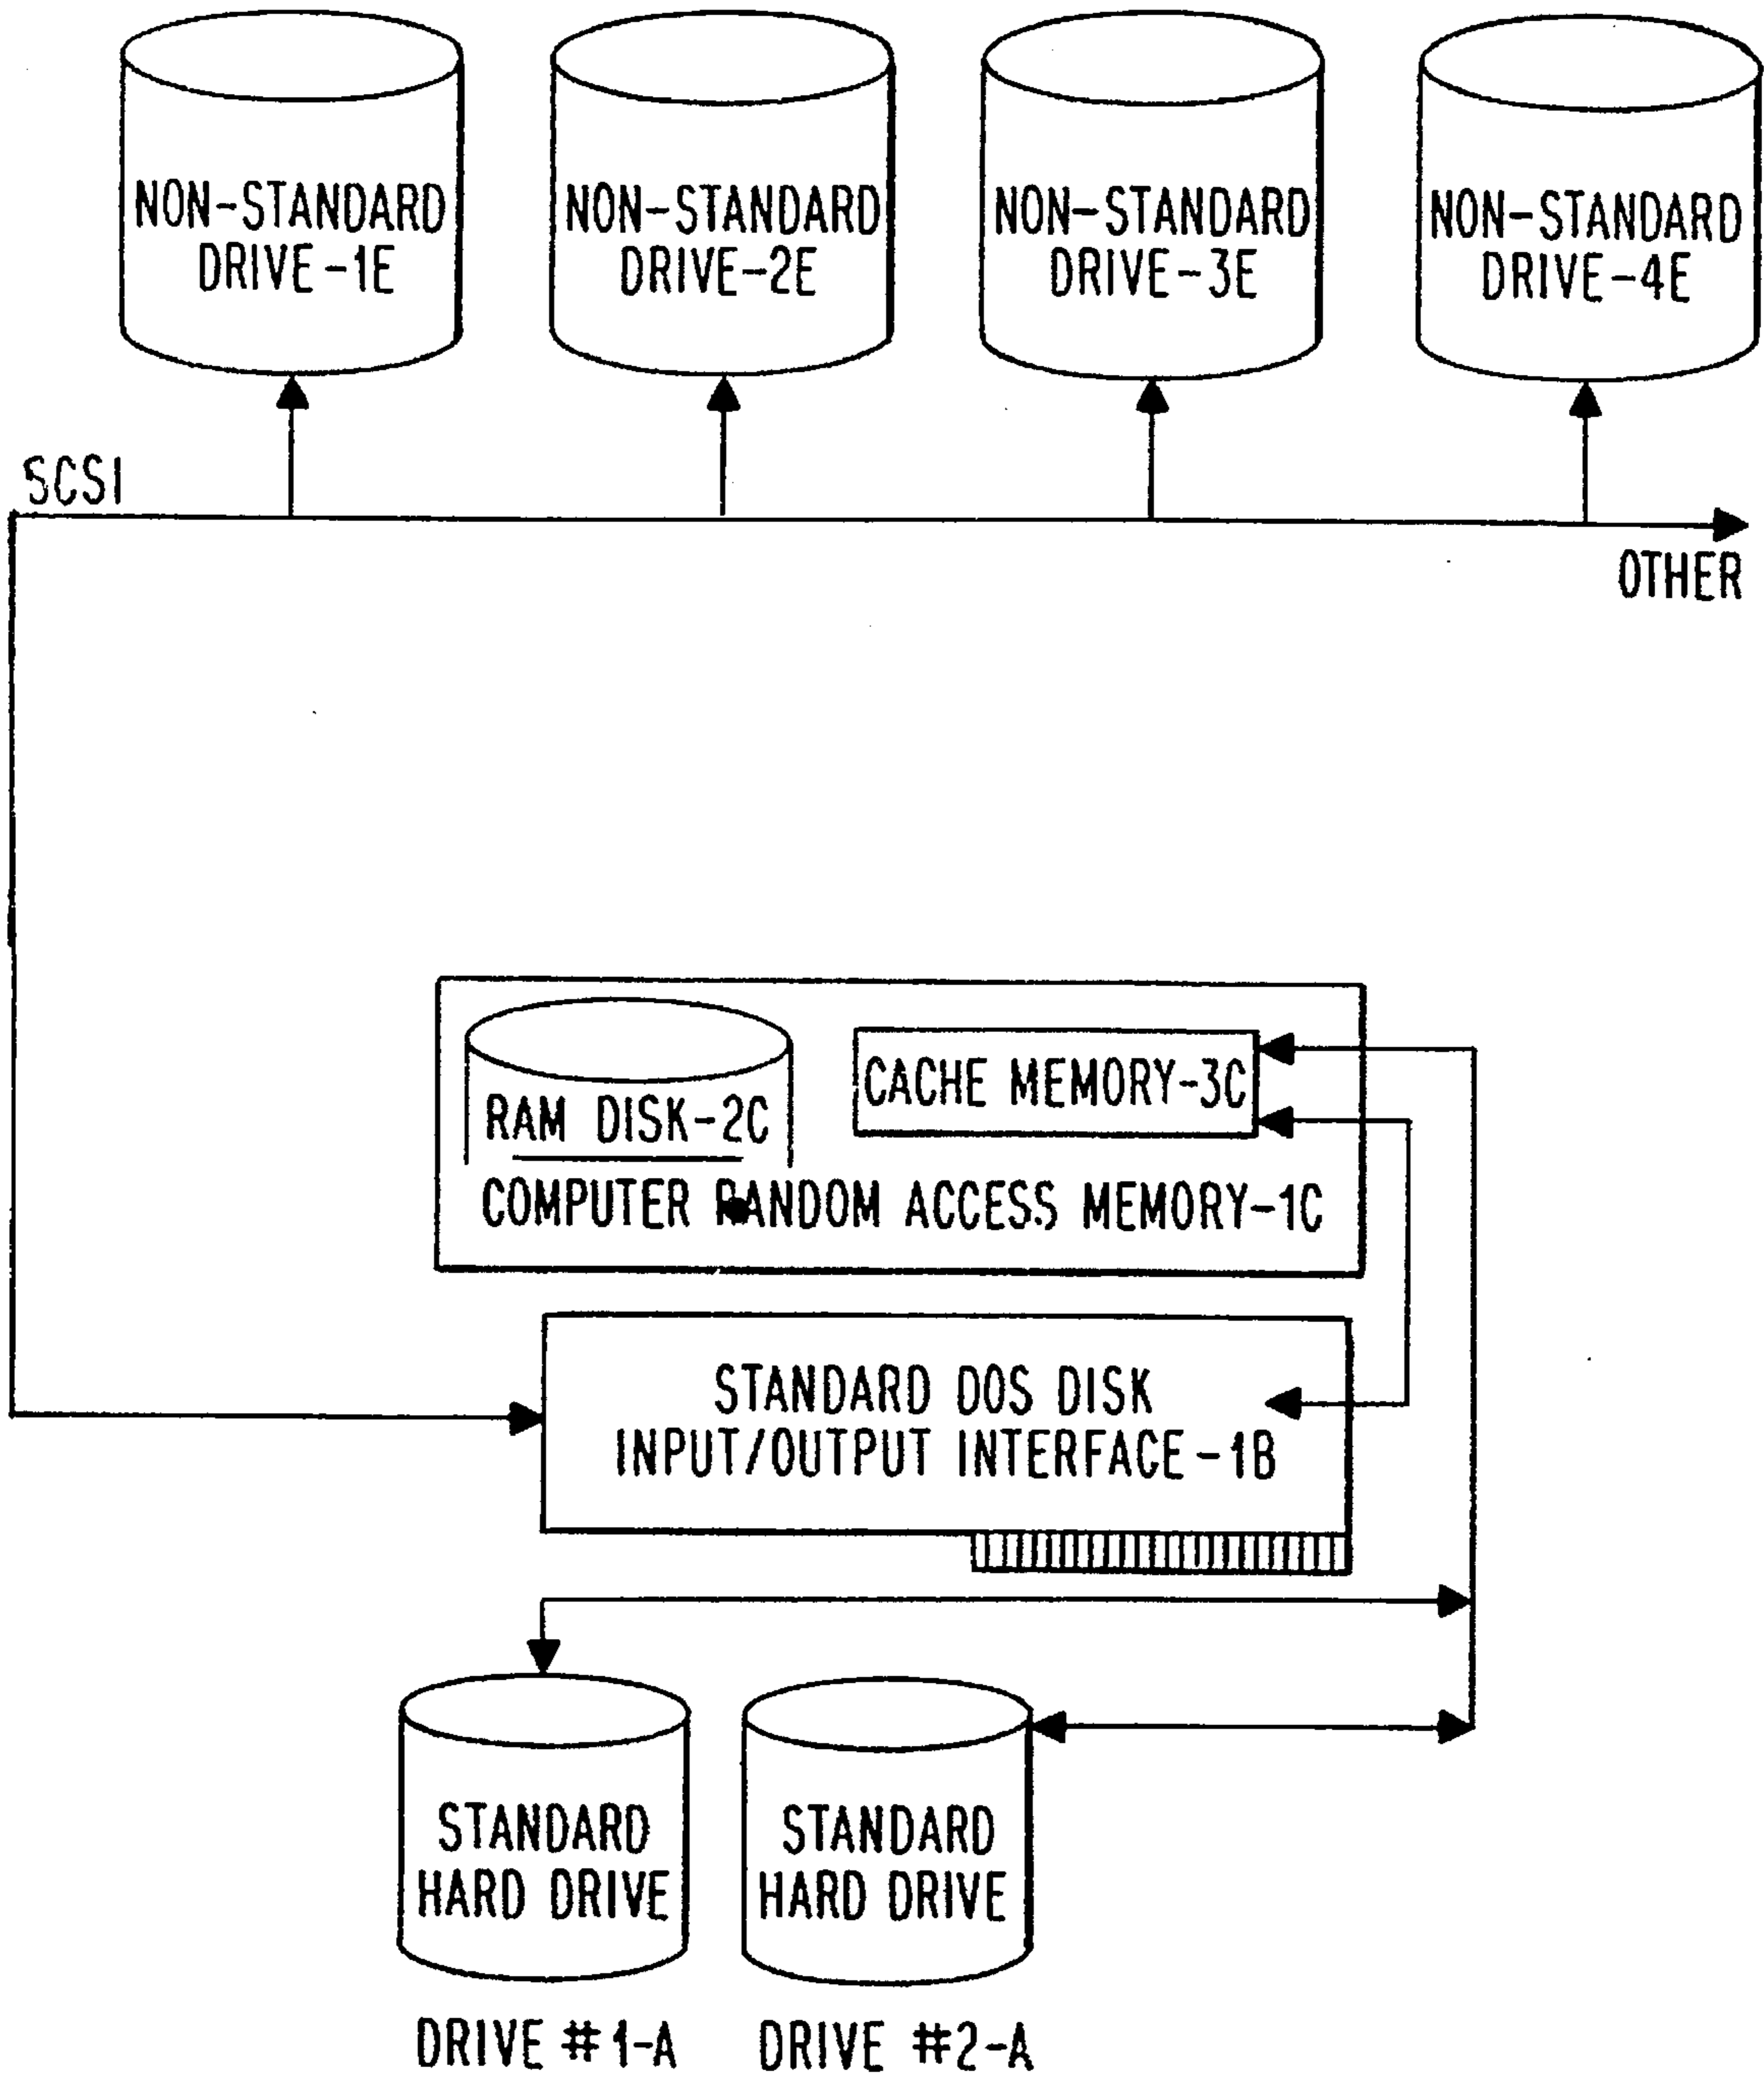 NON-STANDARD
DRIVE-1E
NON-STANDARD
DRIVE-2E
NON-STANDARD
DRIVE-3E
NON-STANDARD
DRIVE-4E
SCSI
OTHER
CACHE MEMORY-3C
RAM DISK-2C
COMPUTER RANDOM ACCESS MEMORY-1C
STANDARD DOS DISK
INPUT/OUTPUT INTERFACE-1B
STANDARD
HARD DRIVE
STANDARD
HARD DRIVE
DRIVE #1-A
DRIVE #2-A